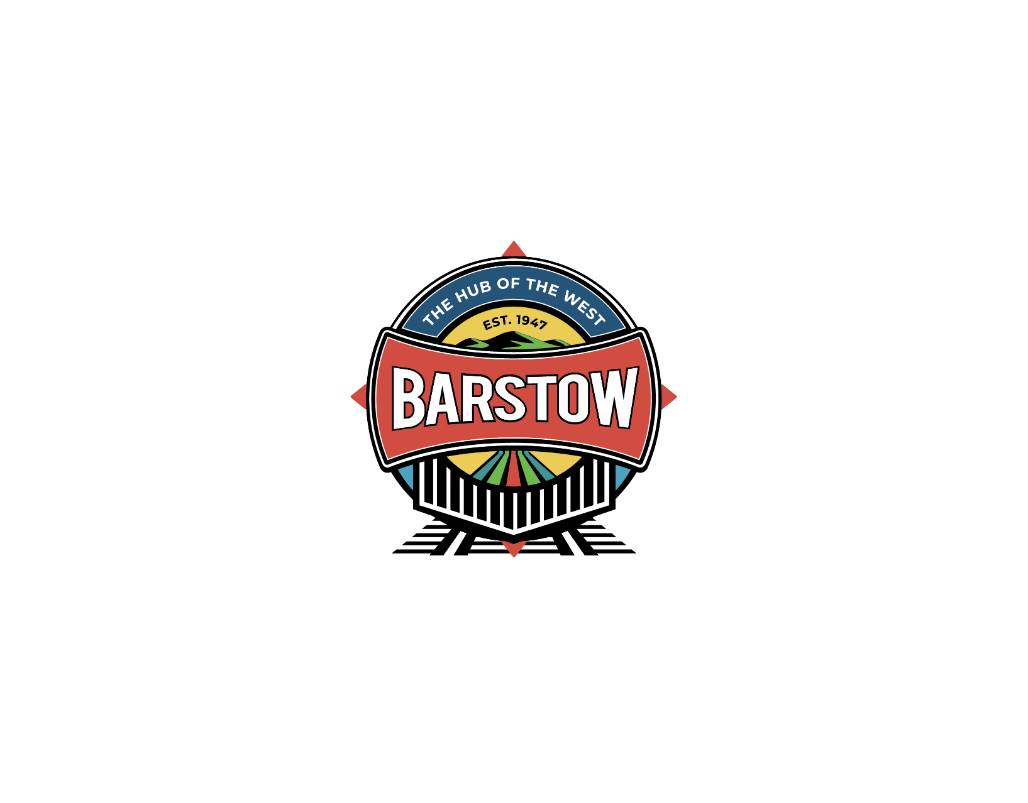 THE HUB OF THE WEST
EST. 1947
BARSTOW